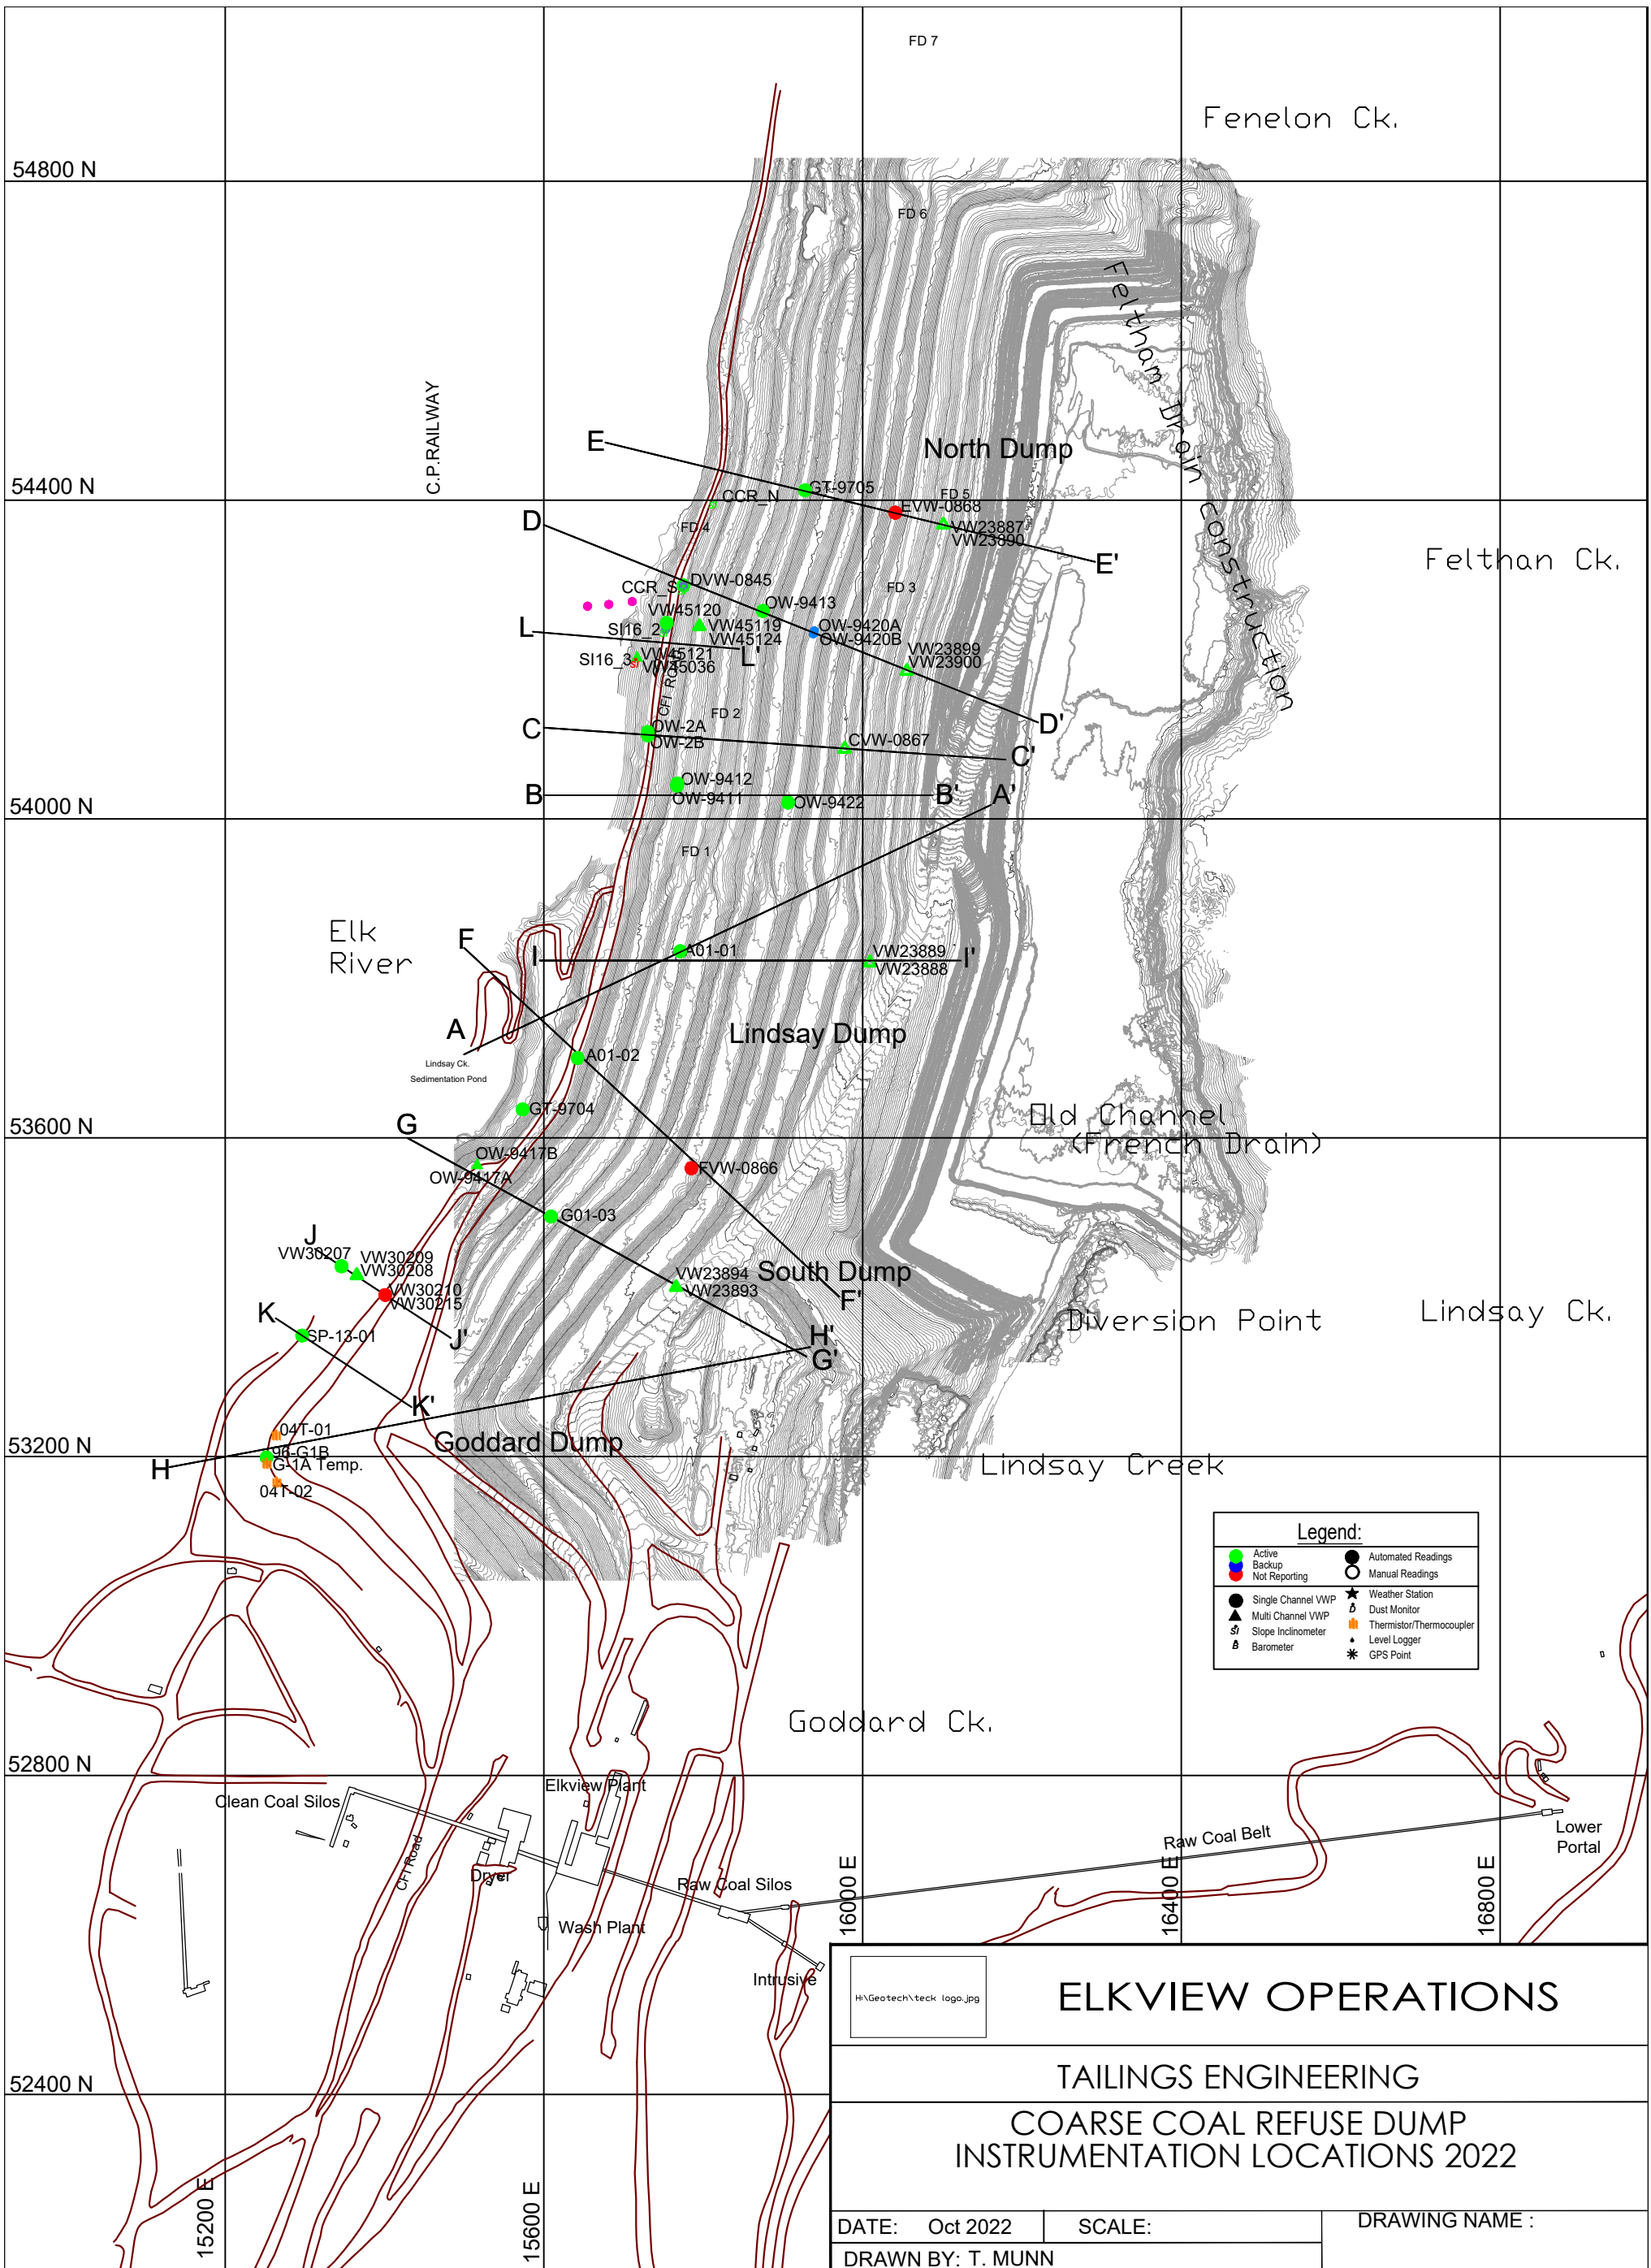 FD 7
Fenelon Ck.
54800 N
FD 6
Feltham Drain construction
C.P.RAILWAY
E
North Dump
54400 N
GT-9705
FD 5
CCR_N
EVW-0868
D
FD 4
VW23887
VW23890
E'
Felthan Ck.
DVW-0845
CCR_S
FD 3
OW-9413
VW45120
L
SI16_2
VW45119
VW45124
OW-9420A
OW-9420B
L'
SI16_3
VW45121
VW45036
VW23899
VW23900
CFI RO
FD 2
D'
C
OW-2A
OW-2B
CVW-0867
C'
OW-9412
OW-9411
B
B'
A'
OW-9422
54000 N
FD 1
Elk
River
F
A01-01
I
I'
VW23889
VW23888
A
Lindsay Dump
Lindsay Ck.
Sedimentation Pond
A01-02
GT-9704
Old Channel
(French Drain)
G
53600 N
OW-9417B
OW-9417A
FVW-0866
G01-03
J
VW30207
VW30209
VW30208
VW30210
VW30215
South Dump
VW23894
VW23893
F'
K
SP-13-01
J'
Diversion Point
Lindsay Ck.
H'
G'
K'
04T-01
Goddard Dump
53200 N
96-G1B
G-1A Temp.
H
04T-02
Lindsay Creek
Legend:
Active
Backup
Not Reporting
Automated Readings
Manual Readings
Single Channel VWP
Multi Channel VWP
SI Slope Inclinometer
B Barometer
Weather Station
D Dust Monitor
Thermistor/Thermocoupler
Level Logger
GPS Point
Goddard Ck.
52800 N
Elkview Plant
Clean Coal Silos
CFI Road
Dryer
Raw Coal Silos
Wash Plant
Intrusive
Raw Coal Belt
Lower
Portal
16000 E
16400 E
16800 E
52400 N
15200 E
15600 E
H:\Geotech\teck logo.jpg
ELKVIEW OPERATIONS
TAILINGS ENGINEERING
COARSE COAL REFUSE DUMP
INSTRUMENTATION LOCATIONS 2022
DATE: Oct 2022
SCALE:
DRAWING NAME :
DRAWN BY: T. MUNN